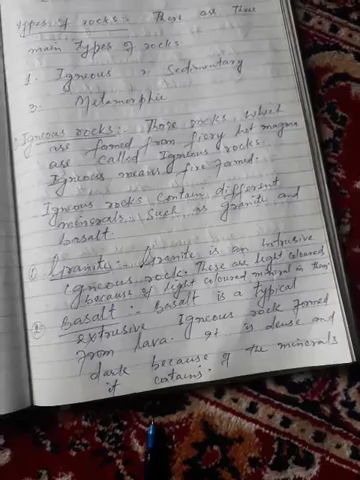 Types of rocks:- There are three
main types of rocks.
1. Igneous 2. Sedimentary
3. Metamorphic
Igneous rocks:- Those rocks which
are formed from fiery hot magma
are called Igneous rocks.
Igneous means fire formed.
Igneous rocks contain different
minerals. Such as granite and
basalt.
(1) Granite:- Granite is an Intrusive
igneous rock. These are light coloured
because of light coloured mineral in them.
(2) Basalt:- Basalt is a typical
extrusive Igneous rock formed
from lava. It is dense and
dark because of the minerals
it contains.